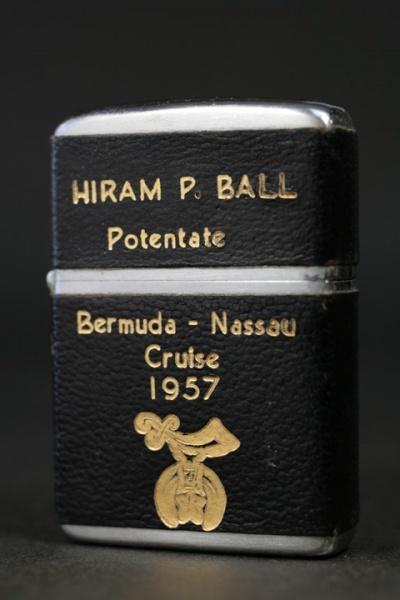 HIRAM P. BALL
Potentate
Bermuda - Nassau
Cruise
1957